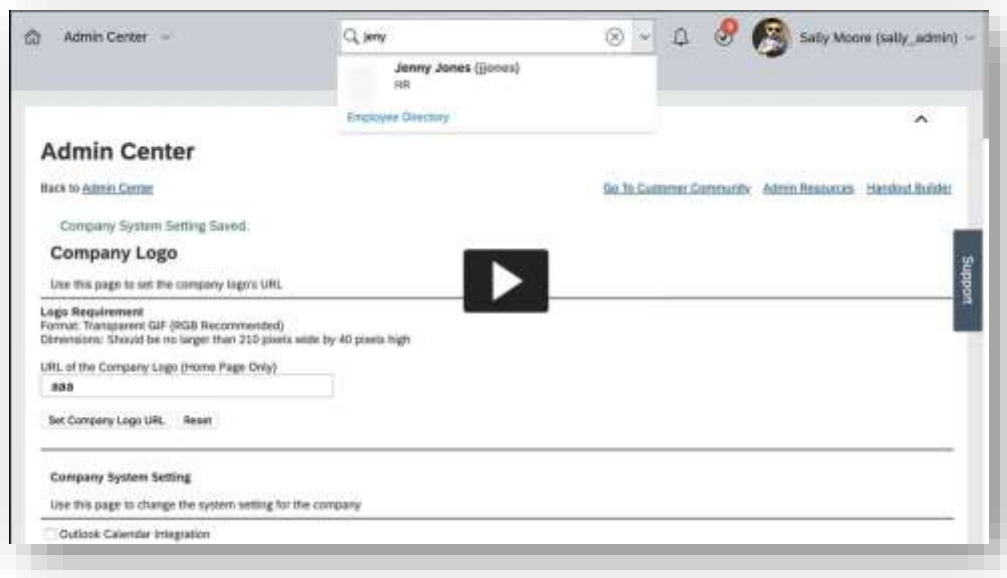 Admin Center
jeny
Sally Moore (sally_admin)
Jenny Jones (jjones)
HR
Employee Directory
Admin Center
Back to Admin Center
Go To Customer Community Admin Resources Handout Builder
Company System Setting Saved.
Company Logo
Use this page to set the company logo's URL
Support
Logo Requirement
Format: Transparent GIF (RGB Recommended)
Dimensions: Should be no larger than 210 pixels wide by 40 pixels high
URL of the Company Logo (Home Page Only)
aaa
Set Company Logo URL Reset
Company System Setting
Use this page to change the system setting for the company
Outlook Calendar Integration